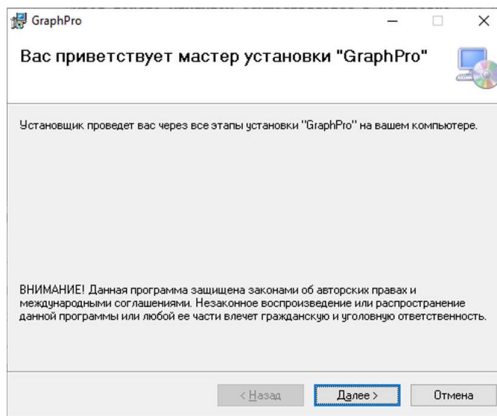 GraphPro
Вас приветствует мастер установки "GraphPro"
Установщик проведет вас через все этапы установки "GraphPro" на вашем компьютере.
ВНИМАНИЕ! Данная программа защищена законами об авторских правах и
международными соглашениями. Незаконное воспроизведение или распространение
данной программы или любой ее части влечет гражданскую и уголовную ответственность.
< Назад
Далее >
Отмена